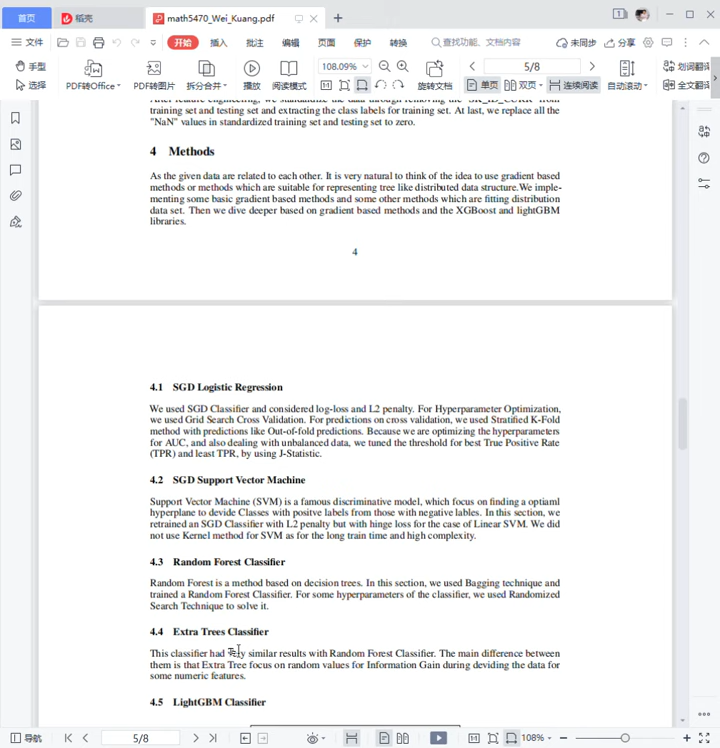 首页
稻壳
math5470_Wei_Kuang.pdf
文件
开始
插入
批注
编辑
页面
保护
转换
查找功能、文档内容
未同步
分享
手型
选择
PDF转Office
PDF转图片
拆分合并
播放
阅读模式
108.09%
旋转文档
5/8
单页
双页
连续阅读
自动滚动
划词翻译
全文翻译
After feature engineering, we standardize the data through removing the "SK_ID_CURR" from
training set and testing set and extracting the class labels for training set. At last, we replace all the
"NaN" values in standardized training set and testing set to zero.
4 Methods
As the given data are related to each other. It is very natural to think of the idea to use gradient based
methods or methods which are suitable for representing tree like distributed data structure.We imple-
menting some basic gradient based methods and some other methods which are fitting distribution
data set. Then we dive deeper based on gradient based methods and the XGBoost and lightGBM
libraries.
4
4.1 SGD Logistic Regression
We used SGD Classifier and considered log-loss and L2 penalty. For Hyperparameter Optimization,
we used Grid Search Cross Validation. For predictions on cross validation, we used Stratified K-Fold
method with predictions like Out-of-fold predictions. Because we are optimizing the hyperparameters
for AUC, and also dealing with unbalanced data, we tuned the threshold for best True Positive Rate
(TPR) and least TPR, by using J-Statistic.
4.2 SGD Support Vector Machine
Support Vector Machine (SVM) is a famous discriminative model, which focus on finding a optiaml
hyperplane to devide Classes with positve labels from those with negative lables. In this section, we
retrained an SGD Classifier with L2 penalty but with hinge loss for the case of Linear SVM. We did
not use Kernel method for SVM as for the long train time and high complexity.
4.3 Random Forest Classifier
Random Forest is a method based on decision trees. In this section, we used Bagging technique and
trained a Random Forest Classifier. For some hyperparameters of the classifier, we used Randomized
Search Technique to solve it.
4.4 Extra Trees Classifier
This classifier had very similar results with Random Forest Classifier. The main difference between
them is that Extra Tree focus on random values for Information Gain during deviding the data for
some numeric features.
4.5 LightGBM Classifier
导航
5/8
108%